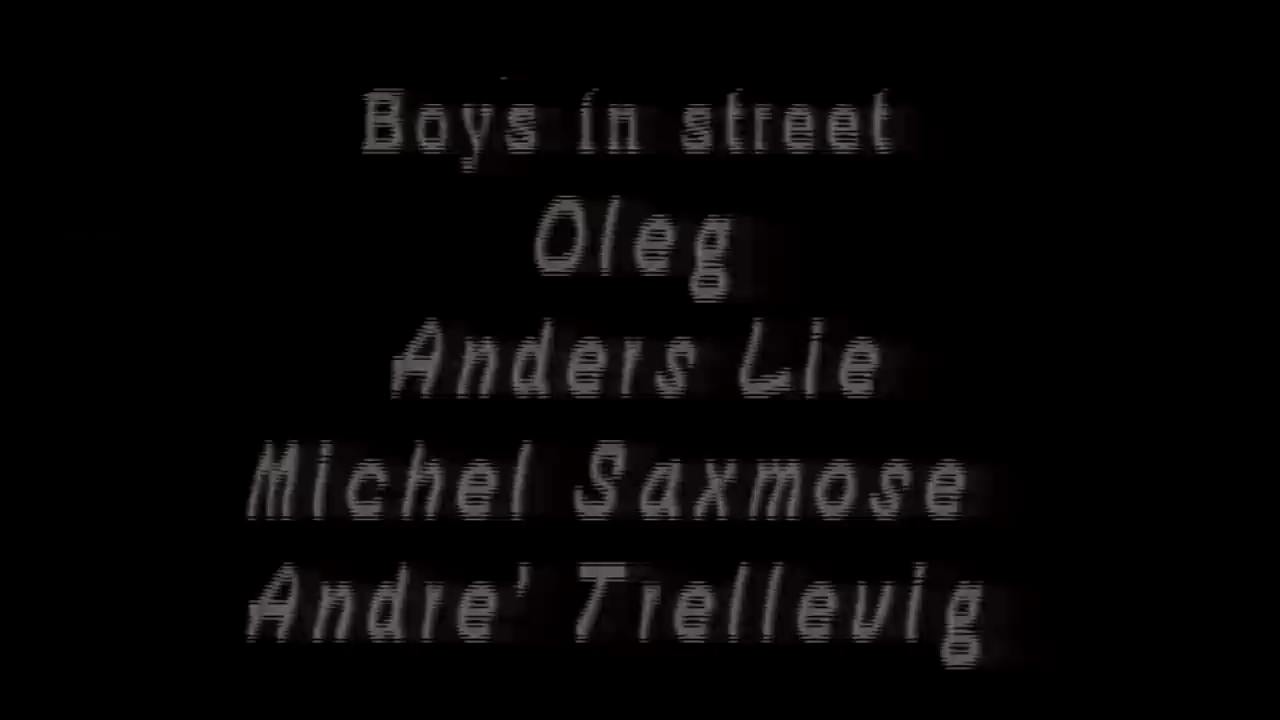 Boys in street
Oleg
Anders Lie
Michel Saxmose
Andre' Trellevig